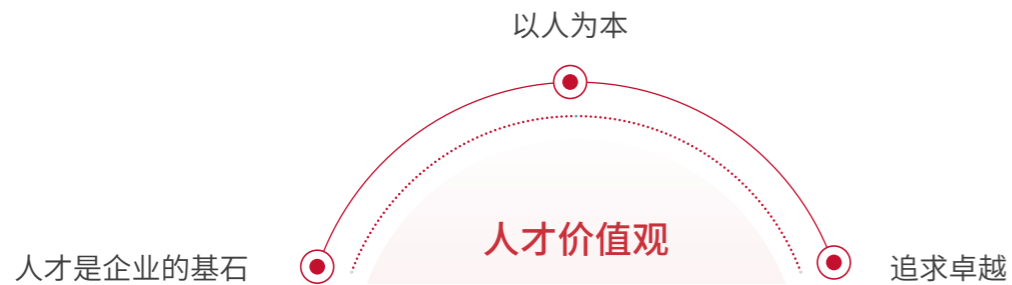 以人为本
人才价值观
人才是企业的基石
追求卓越